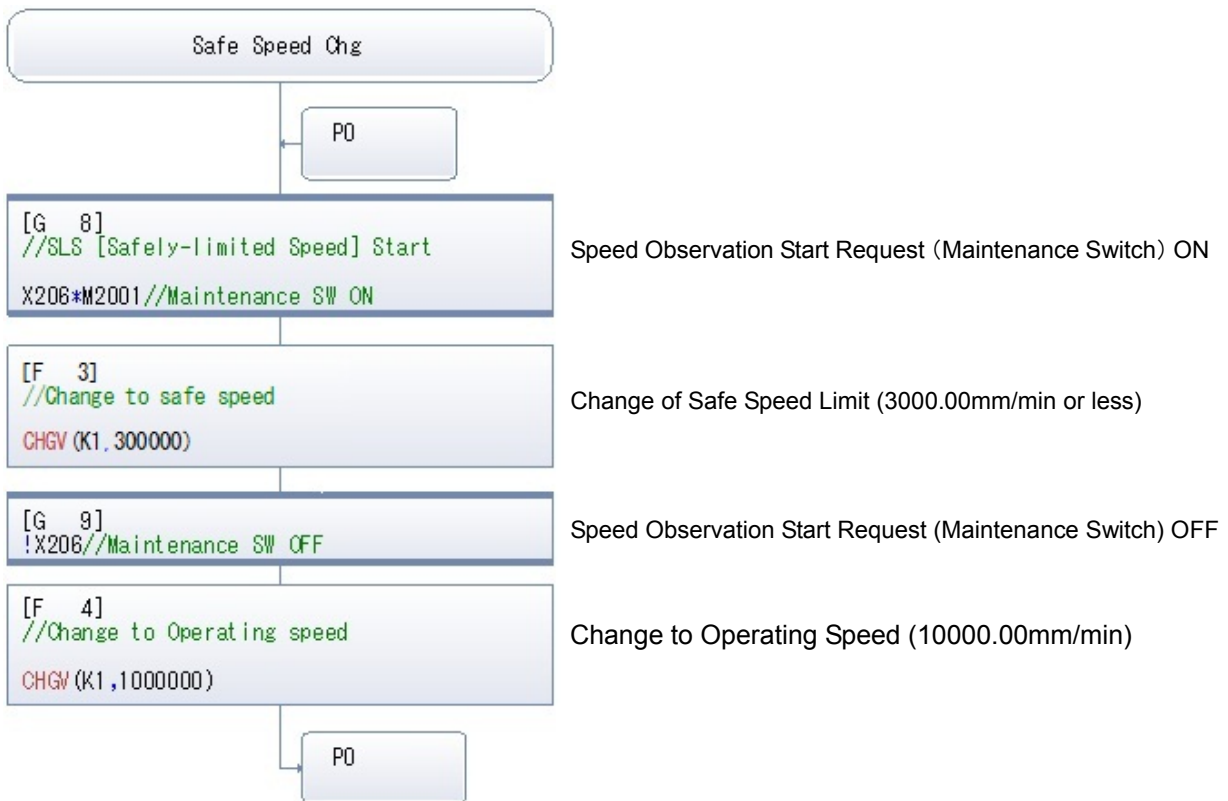 Safe Speed Chg
P0
[G 8]
//SLS [Safely-limited Speed] Start
X206*M2001//Maintenance SW ON
Speed Observation Start Request (Maintenance Switch) ON
[F 3]
//Change to safe speed
CHGV(K1,300000)
Change of Safe Speed Limit (3000.00mm/min or less)
[G 9]
!X206//Maintenance SW OFF
Speed Observation Start Request (Maintenance Switch) OFF
[F 4]
//Change to Operating speed
CHGV(K1,1000000)
Change to Operating Speed (10000.00mm/min)
P0